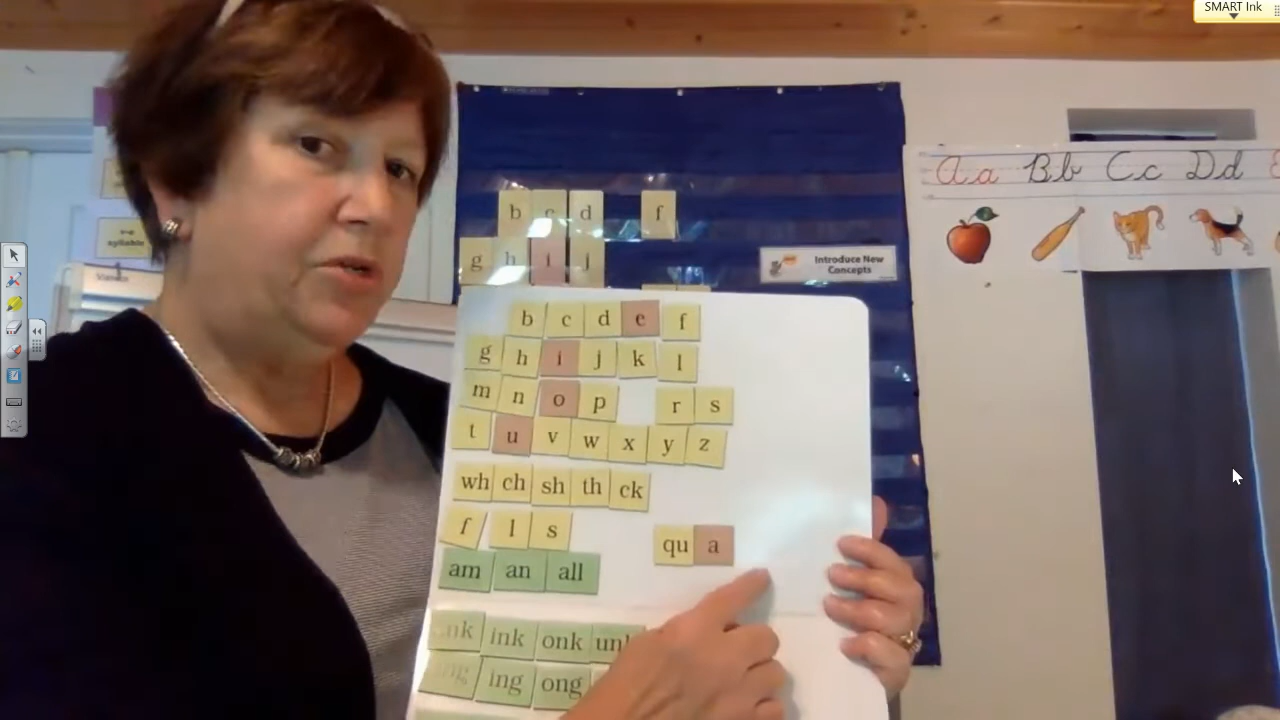 SMART Ink
Aa Bb Cc Dd
b c d f
g h i j
Introduce New
Concepts
syllable
b c d e f
g h i j k l
m n o p r s
t u v w x y z
wh ch sh th ck
f l s
qu a
am an all
ink onk
ing ong